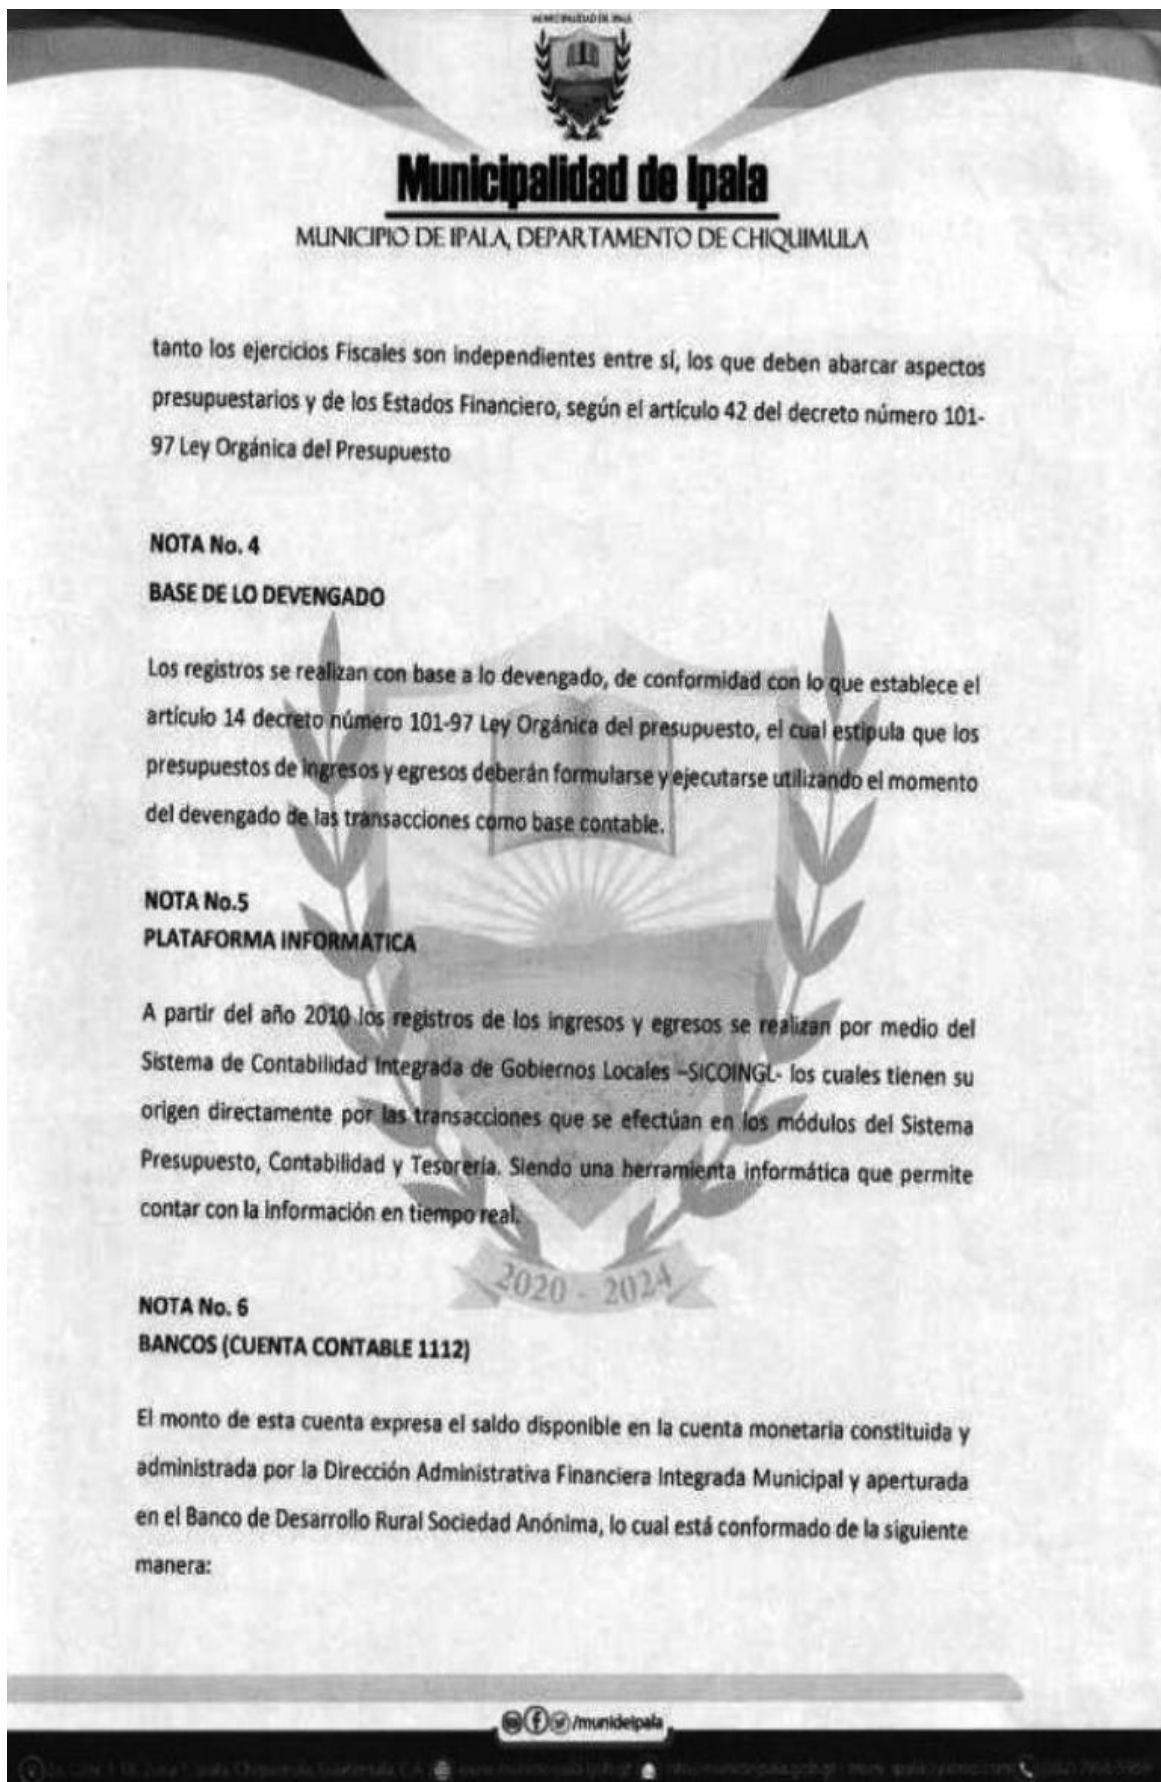 MUNICIPALIDAD DE IPALA
Municipalidad de Ipala
MUNICIPIO DE IPALA, DEPARTAMENTO DE CHIQUIMULA
tanto los ejercicios Fiscales son independientes entre sí, los que deben abarcar aspectos
presupuestarios y de los Estados Financiero, según el artículo 42 del decreto número 101-
97 Ley Orgánica del Presupuesto
NOTA No. 4
BASE DE LO DEVENGADO
Los registros se realizan con base a lo devengado, de conformidad con lo que establece el
artículo 14 decreto número 101-97 Ley Orgánica del presupuesto, el cual estipula que los
presupuestos de ingresos y egresos deberán formularse y ejecutarse utilizando el momento
del devengado de las transacciones como base contable.
NOTA No.5
PLATAFORMA INFORMATICA
A partir del año 2010 los registros de los ingresos y egresos se realizan por medio del
Sistema de Contabilidad Integrada de Gobiernos Locales –SICOINGL- los cuales tienen su
origen directamente por las transacciones que se efectúan en los módulos del Sistema
Presupuesto, Contabilidad y Tesorería. Siendo una herramienta informática que permite
contar con la información en tiempo real.
2020 - 2024
NOTA No. 6
BANCOS (CUENTA CONTABLE 1112)
El monto de esta cuenta expresa el saldo disponible en la cuenta monetaria constituida y
administrada por la Dirección Administrativa Financiera Integrada Municipal y aperturada
en el Banco de Desarrollo Rural Sociedad Anónima, lo cual está conformado de la siguiente
manera:
/munideipala